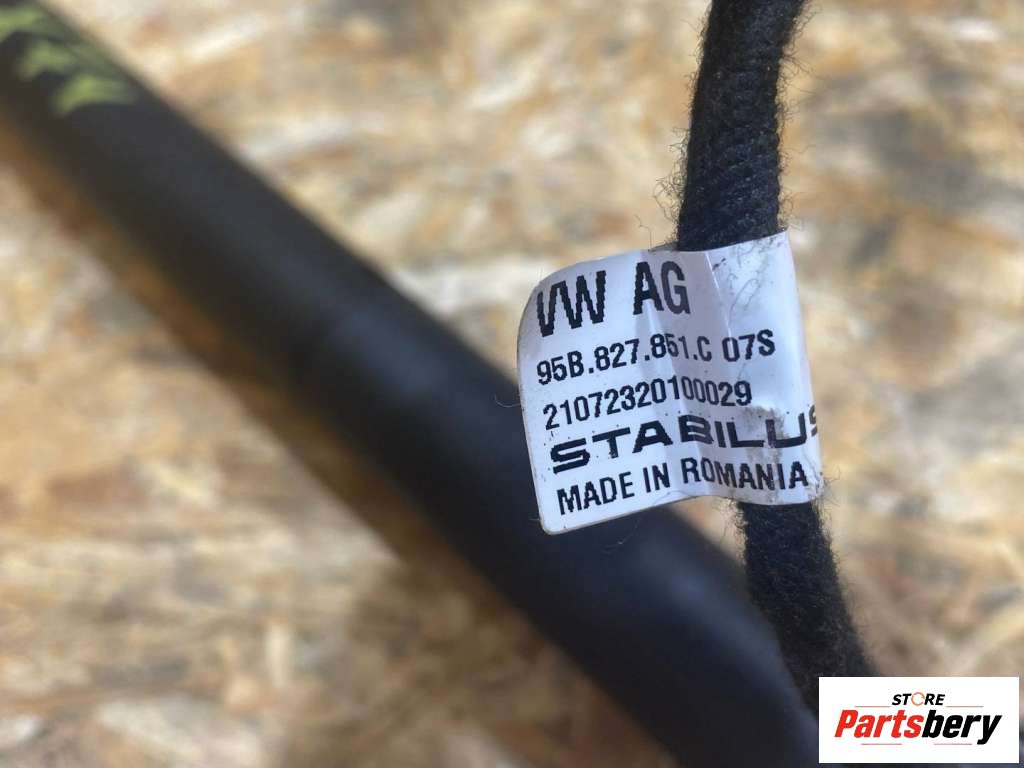 VW AG
95B.827.851.C 07S
21072320100029
STABILUS
MADE IN ROMANIA
STORE
Partsbery